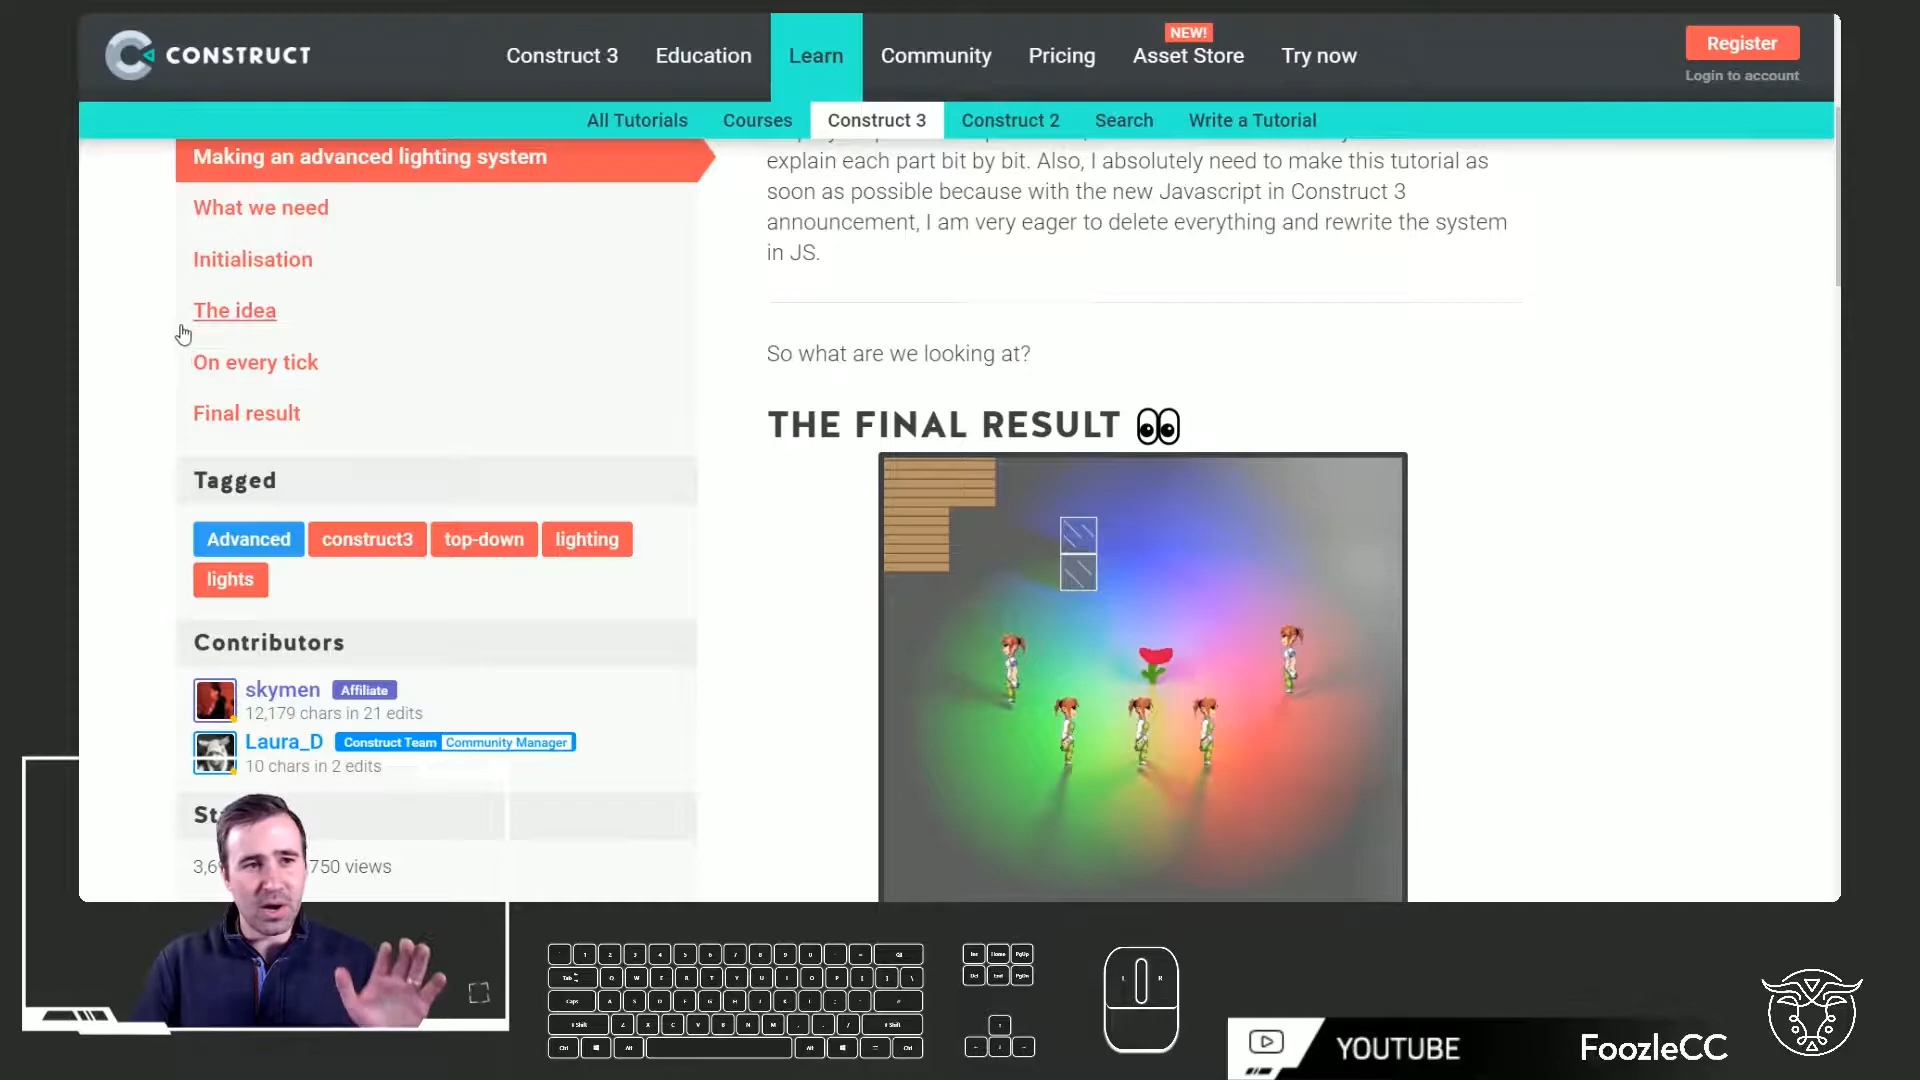 CONSTRUCT
Construct 3
Education
Learn
Community
Pricing
NEW!
Asset Store
Try now
Register
Login to account
All Tutorials
Courses
Construct 3
Construct 2
Search
Write a Tutorial
Making an advanced lighting system
What we need
Initialisation
The idea
On every tick
Final result
Tagged
Advanced
construct3
top-down
lighting
lights
Contributors
skymen
Affiliate
12,179 chars in 21 edits
Laura_D
Construct Team
Community Manager
10 chars in 2 edits
750 views
explain each part bit by bit. Also, I absolutely need to make this tutorial as
soon as possible because with the new Javascript in Construct 3
announcement, I am very eager to delete everything and rewrite the system
in JS.
So what are we looking at?
THE FINAL RESULT
YOUTUBE
FoozleCC